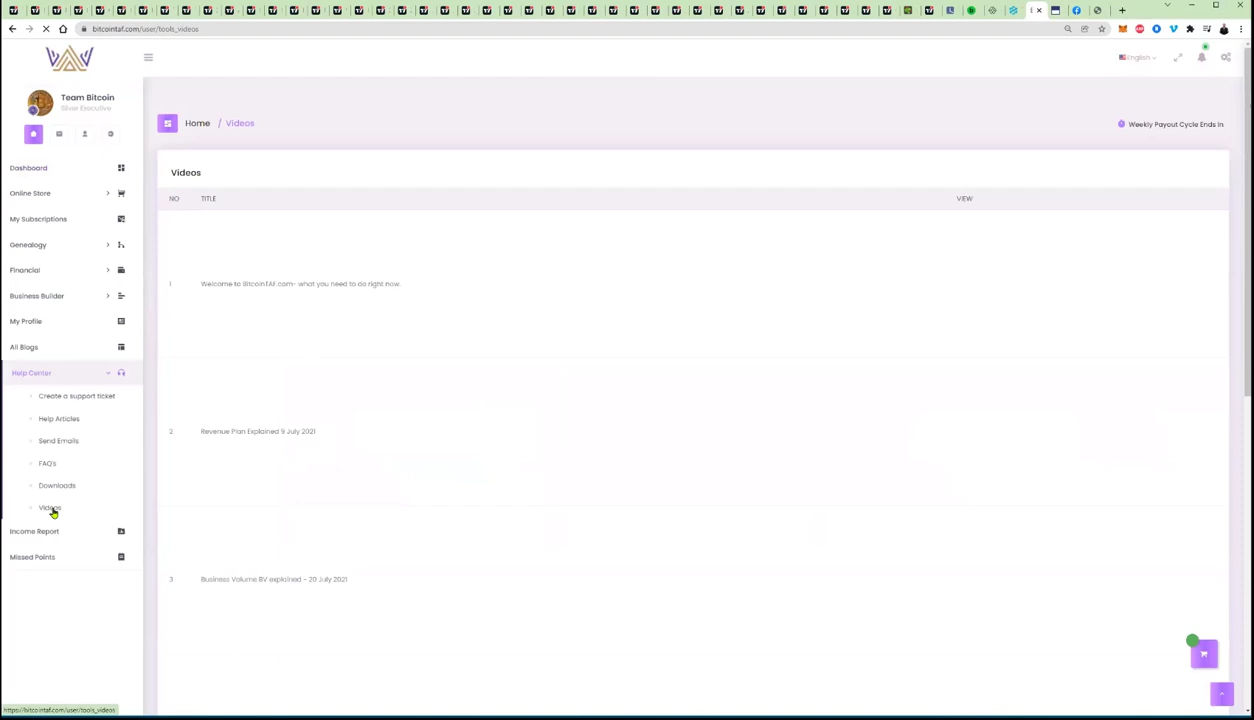 bitcointaf.com/user/tools_videos
English
Team Bitcoin
Silver Executive
Home / Videos
Weekly Payout Cycle Ends In
Dashboard
Online Store
My Subscriptions
Genealogy
Financial
Business Builder
My Profile
All Blogs
Help Center
Create a support ticket
Help Articles
Send Emails
FAQ's
Downloads
Videos
Income Report
Missed Points
Videos
NO TITLE VIEW
1 Welcome to BitcoinTAF.com- what you need to do right now.
2 Revenue Plan Explained 9 July 2021
3 Business Volume BV explained - 20 July 2021
https://bitcointaf.com/user/tools_videos